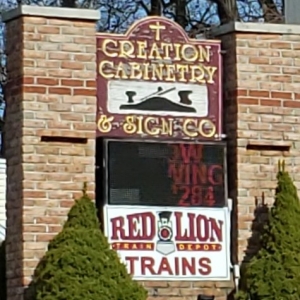 CREATION
CABINETRY
& SIGN CO.
RED LION
TRAIN DEPOT
TRAINS